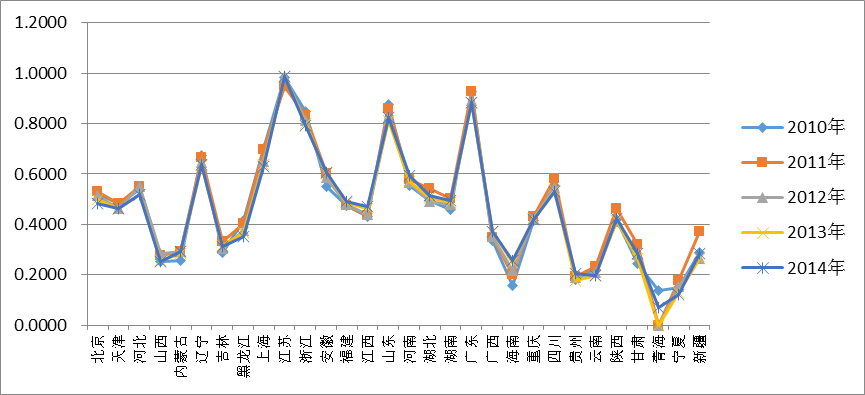 1.2000
1.0000
0.8000
0.6000
0.4000
0.2000
0.0000
北京
天津
河北
山西
内蒙古
辽宁
吉林
黑龙江
上海
江苏
浙江
安徽
福建
江西
山东
河南
湖北
湖南
广东
广西
海南
重庆
四川
贵州
云南
陕西
甘肃
青海
宁夏
新疆
2010年
2011年
2012年
2013年
2014年